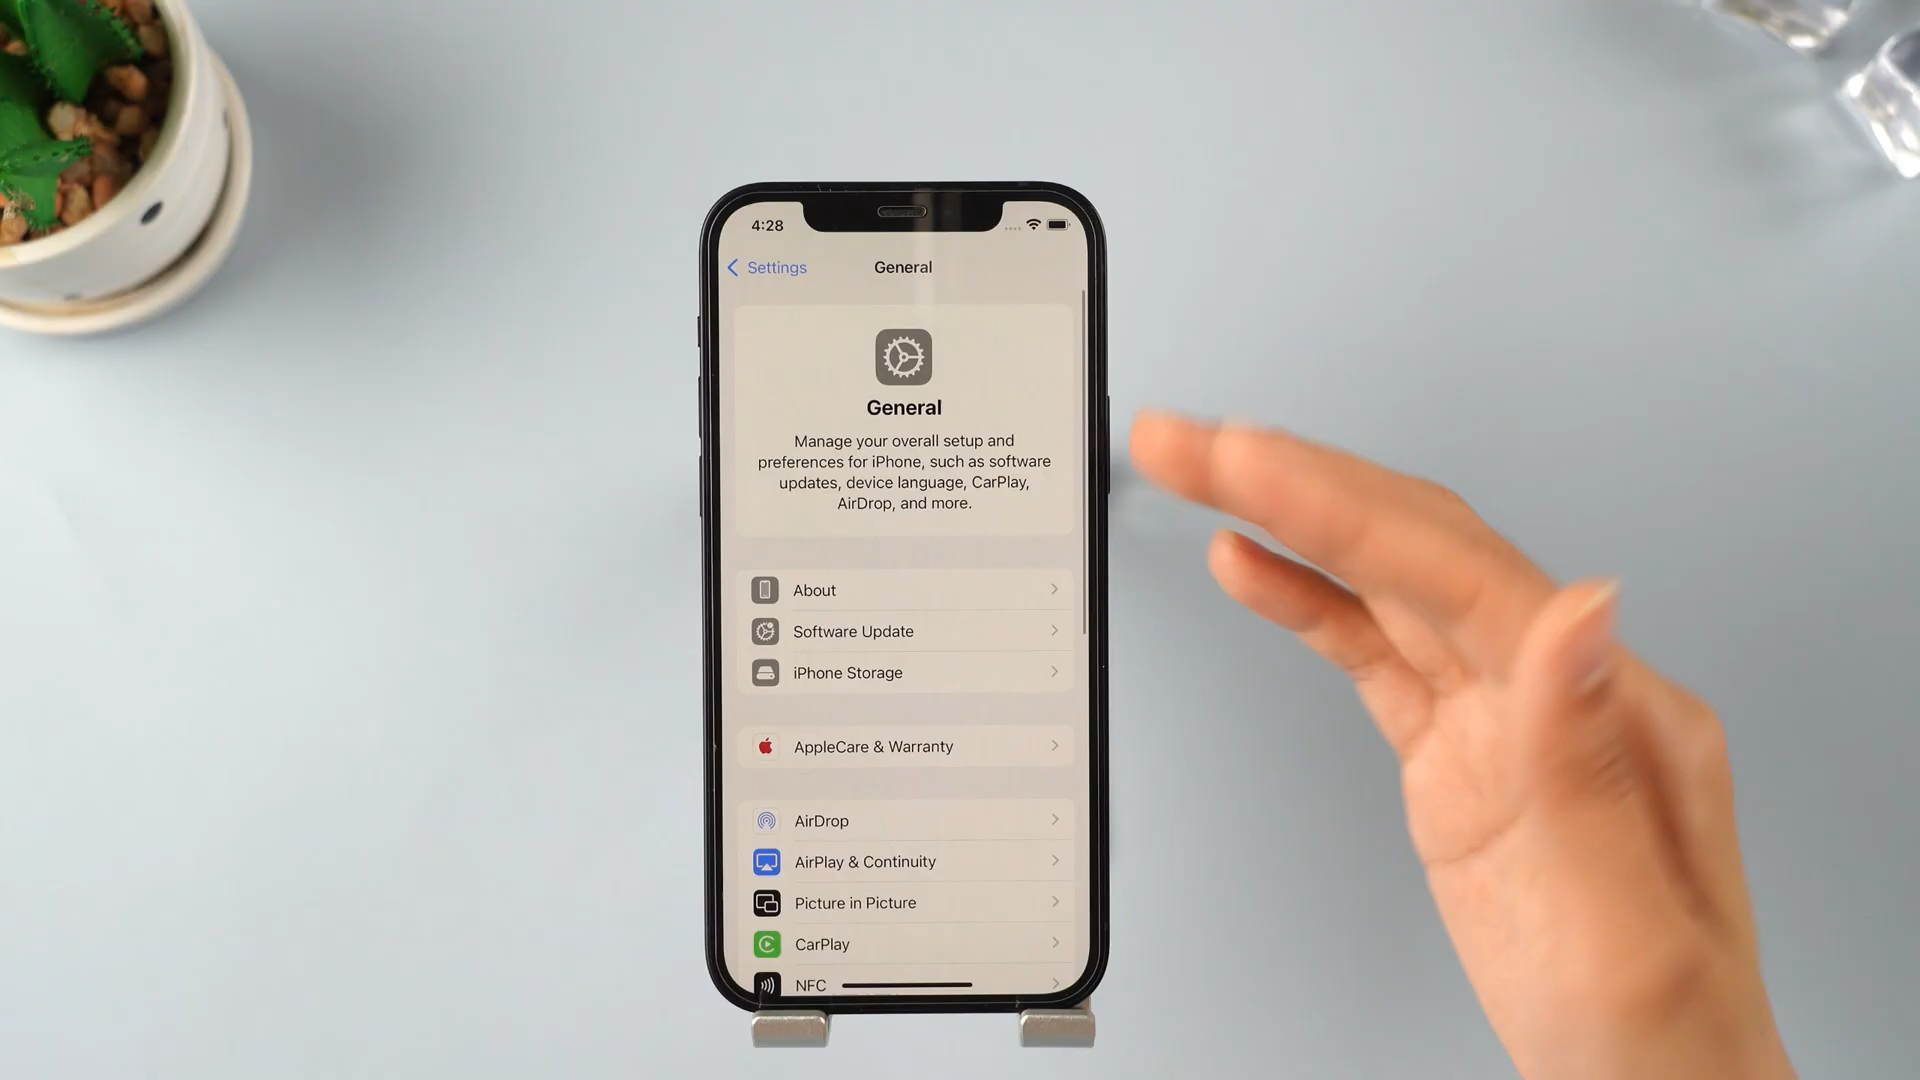 4:28
Settings
General
General
Manage your overall setup and
preferences for iPhone, such as software
updates, device language, CarPlay,
AirDrop, and more.
About
Software Update
iPhone Storage
AppleCare & Warranty
AirDrop
AirPlay & Continuity
Picture in Picture
CarPlay
NFC